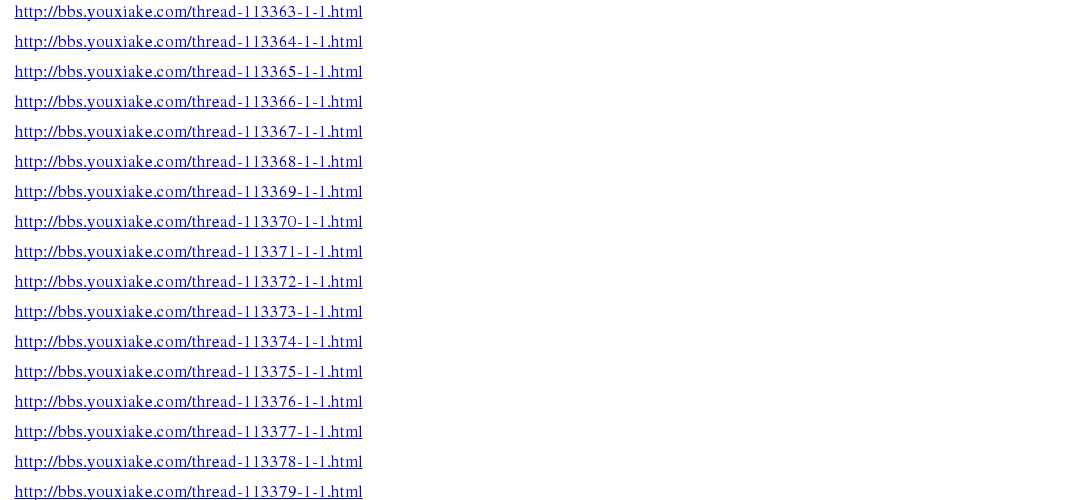 http://bbs.youxiake.com/thread-113363-1-1.html
http://bbs.youxiake.com/thread-113364-1-1.html
http://bbs.youxiake.com/thread-113365-1-1.html
http://bbs.youxiake.com/thread-113366-1-1.html
http://bbs.youxiake.com/thread-113367-1-1.html
http://bbs.youxiake.com/thread-113368-1-1.html
http://bbs.youxiake.com/thread-113369-1-1.html
http://bbs.youxiake.com/thread-113370-1-1.html
http://bbs.youxiake.com/thread-113371-1-1.html
http://bbs.youxiake.com/thread-113372-1-1.html
http://bbs.youxiake.com/thread-113373-1-1.html
http://bbs.youxiake.com/thread-113374-1-1.html
http://bbs.youxiake.com/thread-113375-1-1.html
http://bbs.youxiake.com/thread-113376-1-1.html
http://bbs.youxiake.com/thread-113377-1-1.html
http://bbs.youxiake.com/thread-113378-1-1.html
http://bbs.youxiake.com/thread-113379-1-1.html